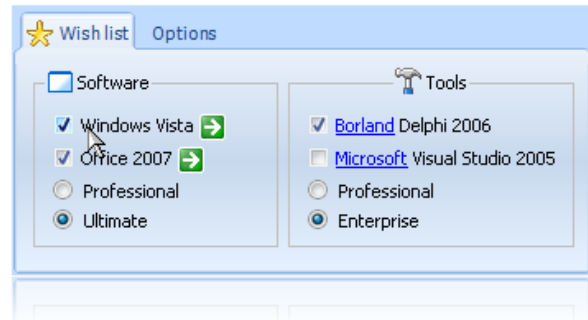 Wish list Options
Software
Windows Vista
Office 2007
Professional
Ultimate
Tools
Borland Delphi 2006
Microsoft Visual Studio 2005
Professional
Enterprise